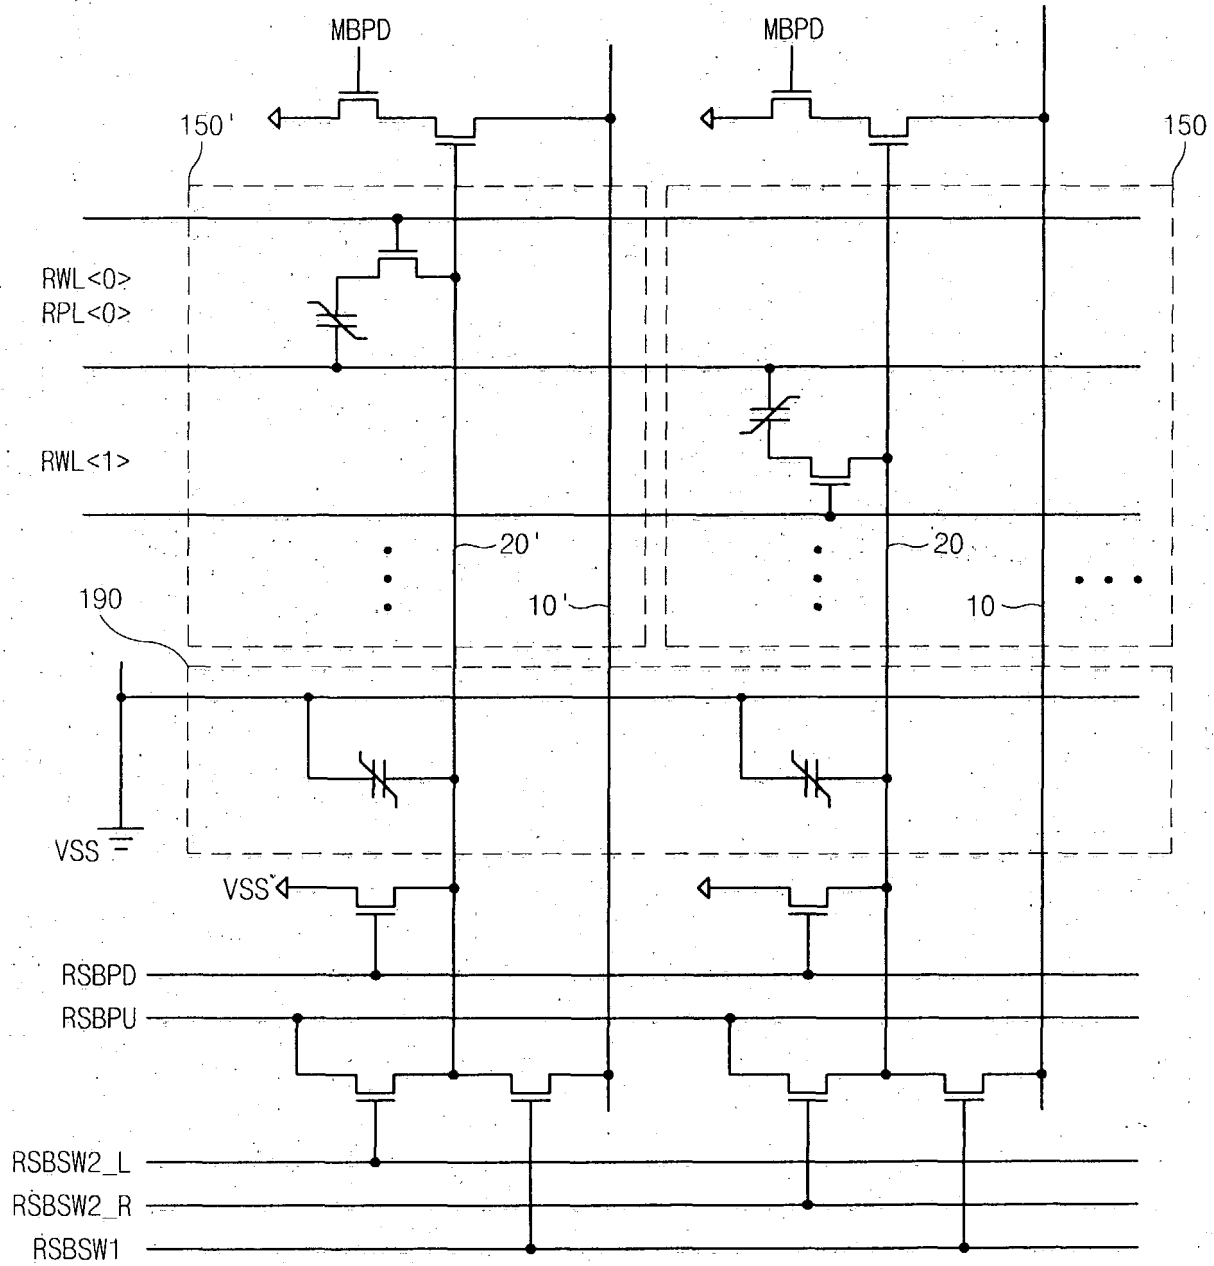 MBPD
MBPD
150'
150
RWL<0>
RPL<0>
RWL<1>
20'
20
10'
10
190
VSS
VSS
RSBPD
RSBPU
RSBSW2_L
RSBSW2_R
RSBSW1